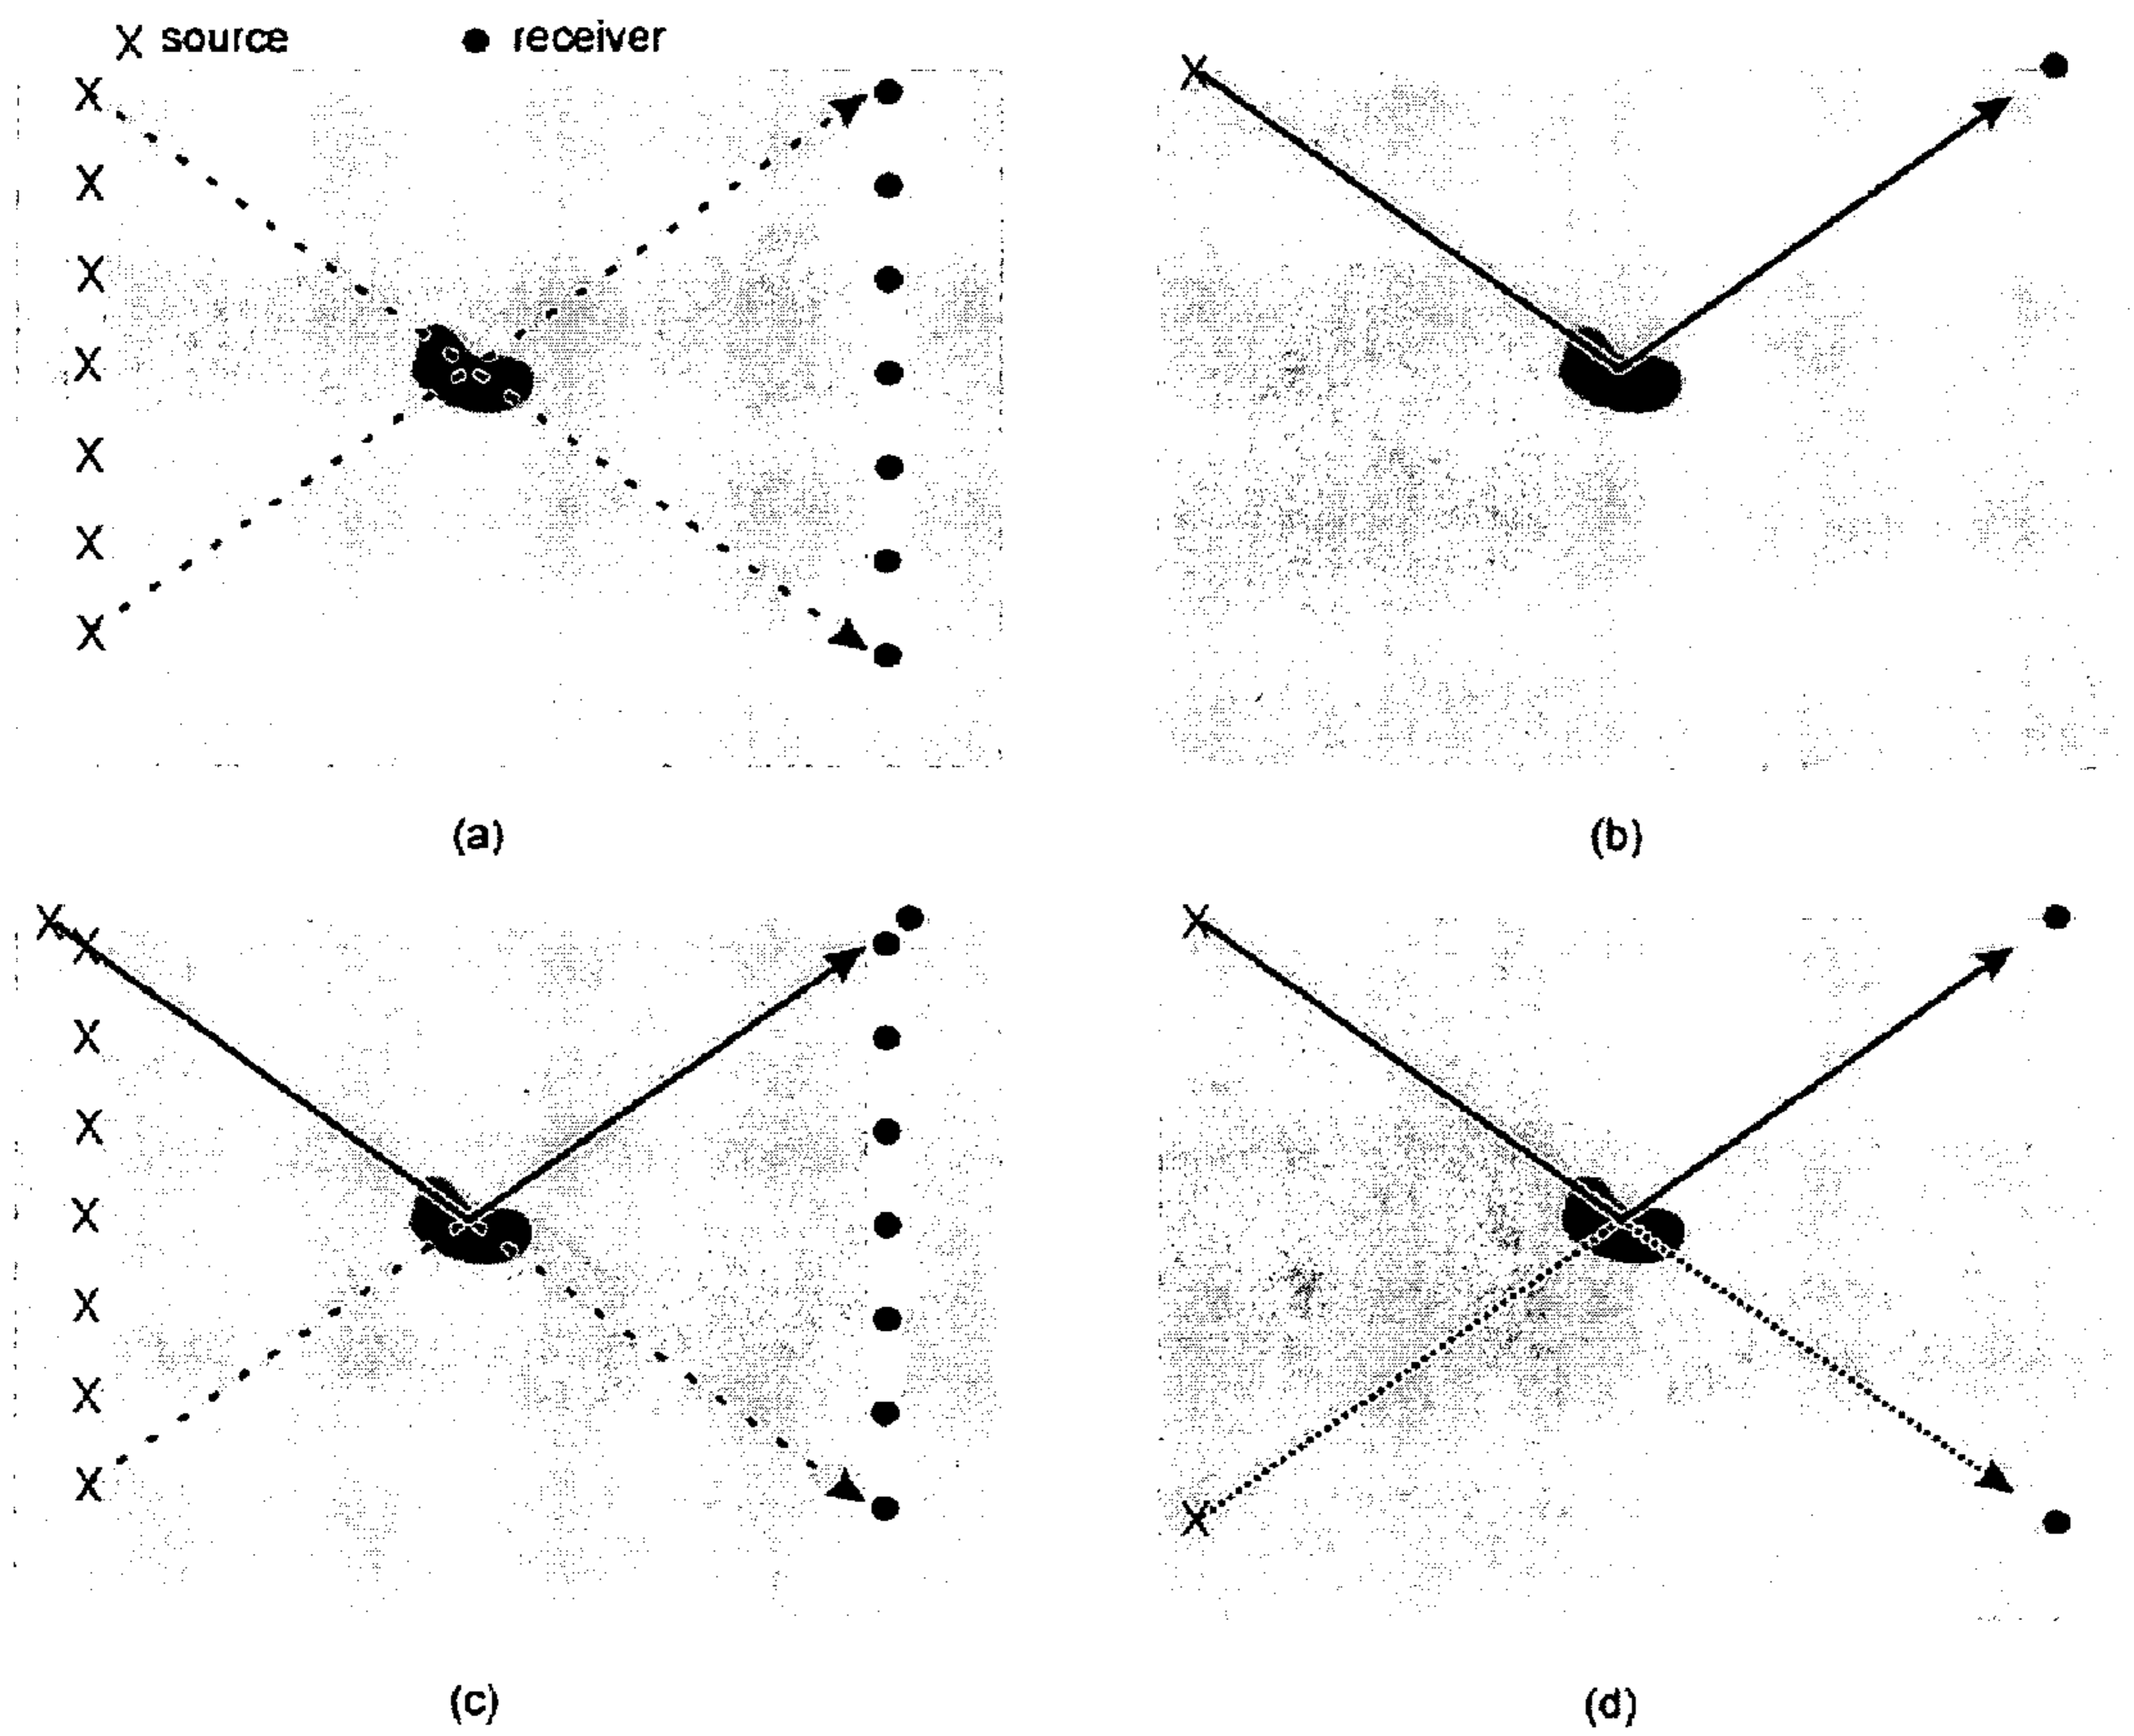 X source ● receiver
(a)
(b)
(c)
(d)